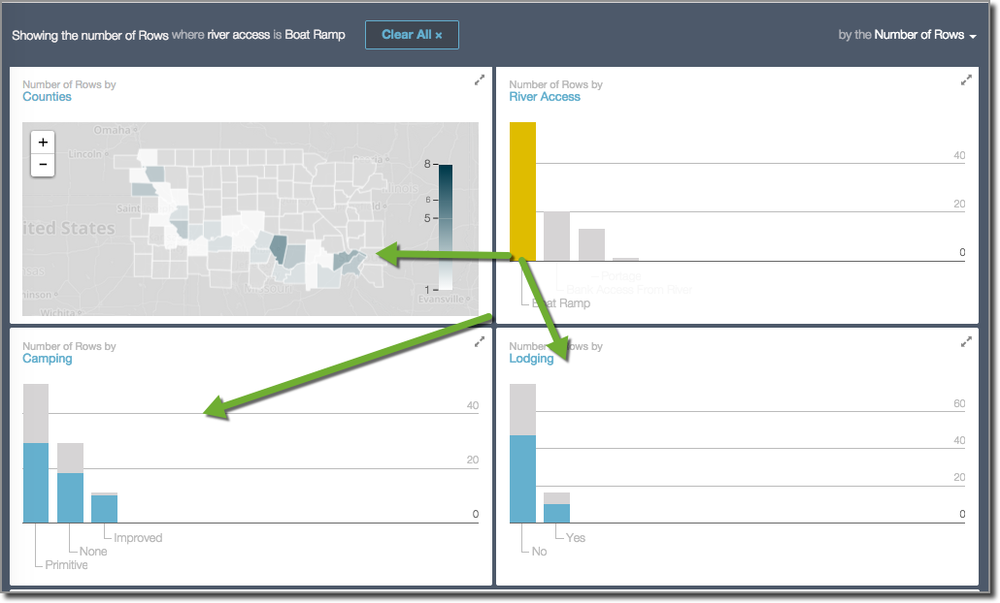 Showing the number of Rows where river access is Boat Ramp
Clear All ×
by the Number of Rows
Number of Rows by
Counties
+
−
Omaha
Lincoln
Saint
ited States
Wichita
Evansville
8
6
5
1
Number of Rows by
River Access
40
20
0
Portage
Bank Access From River
Boat Ramp
Number of Rows by
Camping
40
20
0
Improved
None
Primitive
Number of Rows by
Lodging
60
40
20
0
Yes
No